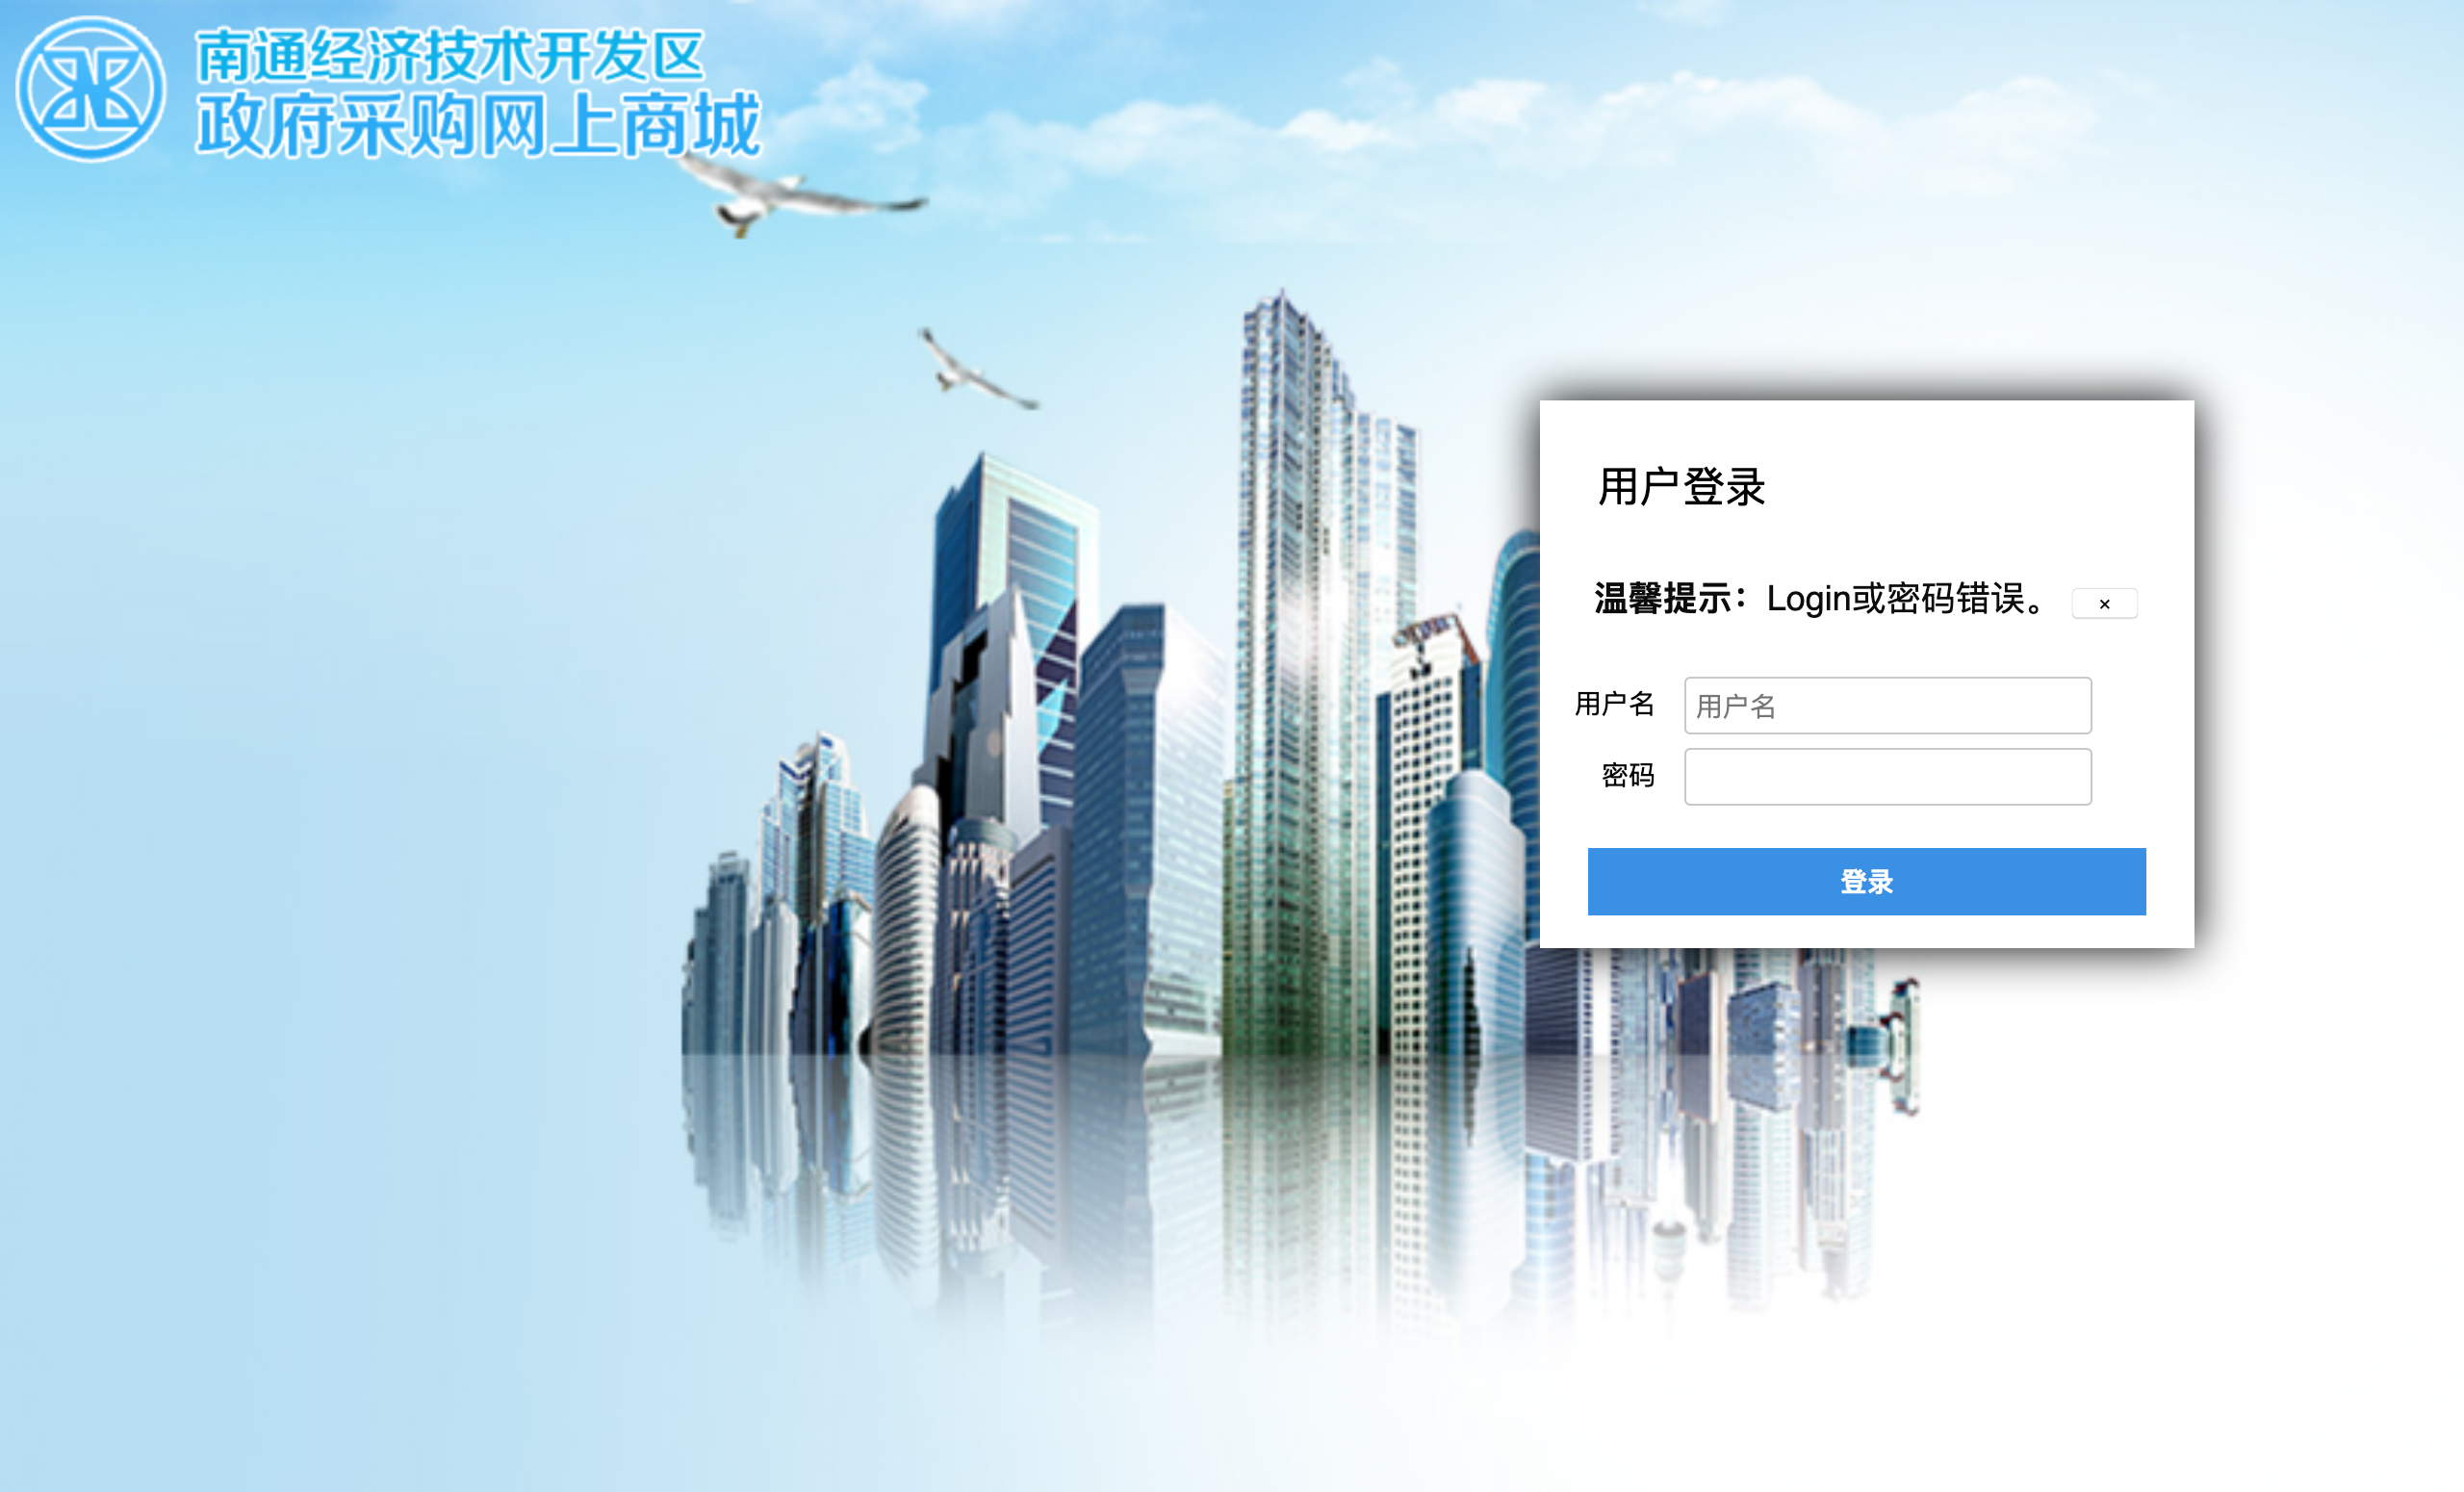 南通经济技术开发区
政府采购网上商城
用户登录
温馨提示：Login或密码错误。 ×
用户名 用户名
密码
登录